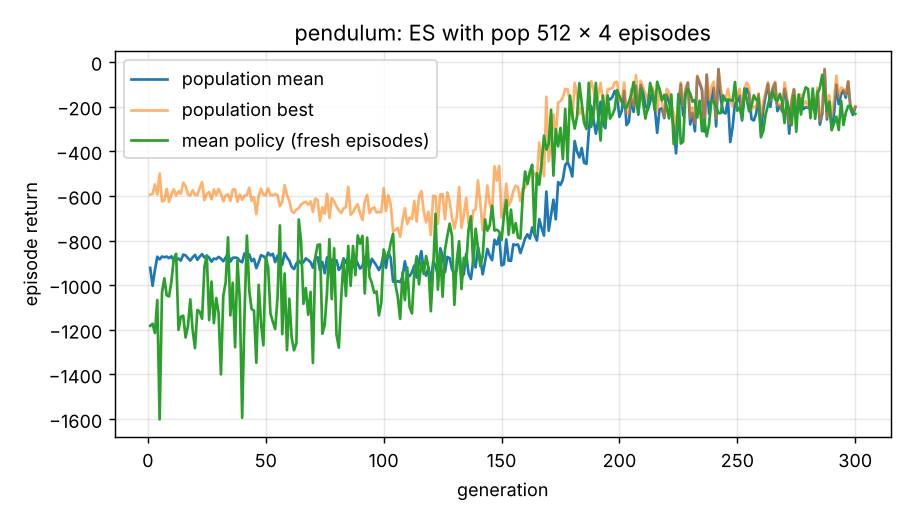 pendulum: ES with pop 512 × 4 episodes
population mean
population best
mean policy (fresh episodes)
episode return
0
−200
−400
−600
−800
−1000
−1200
−1400
−1600
0
50
100
150
200
250
300
generation